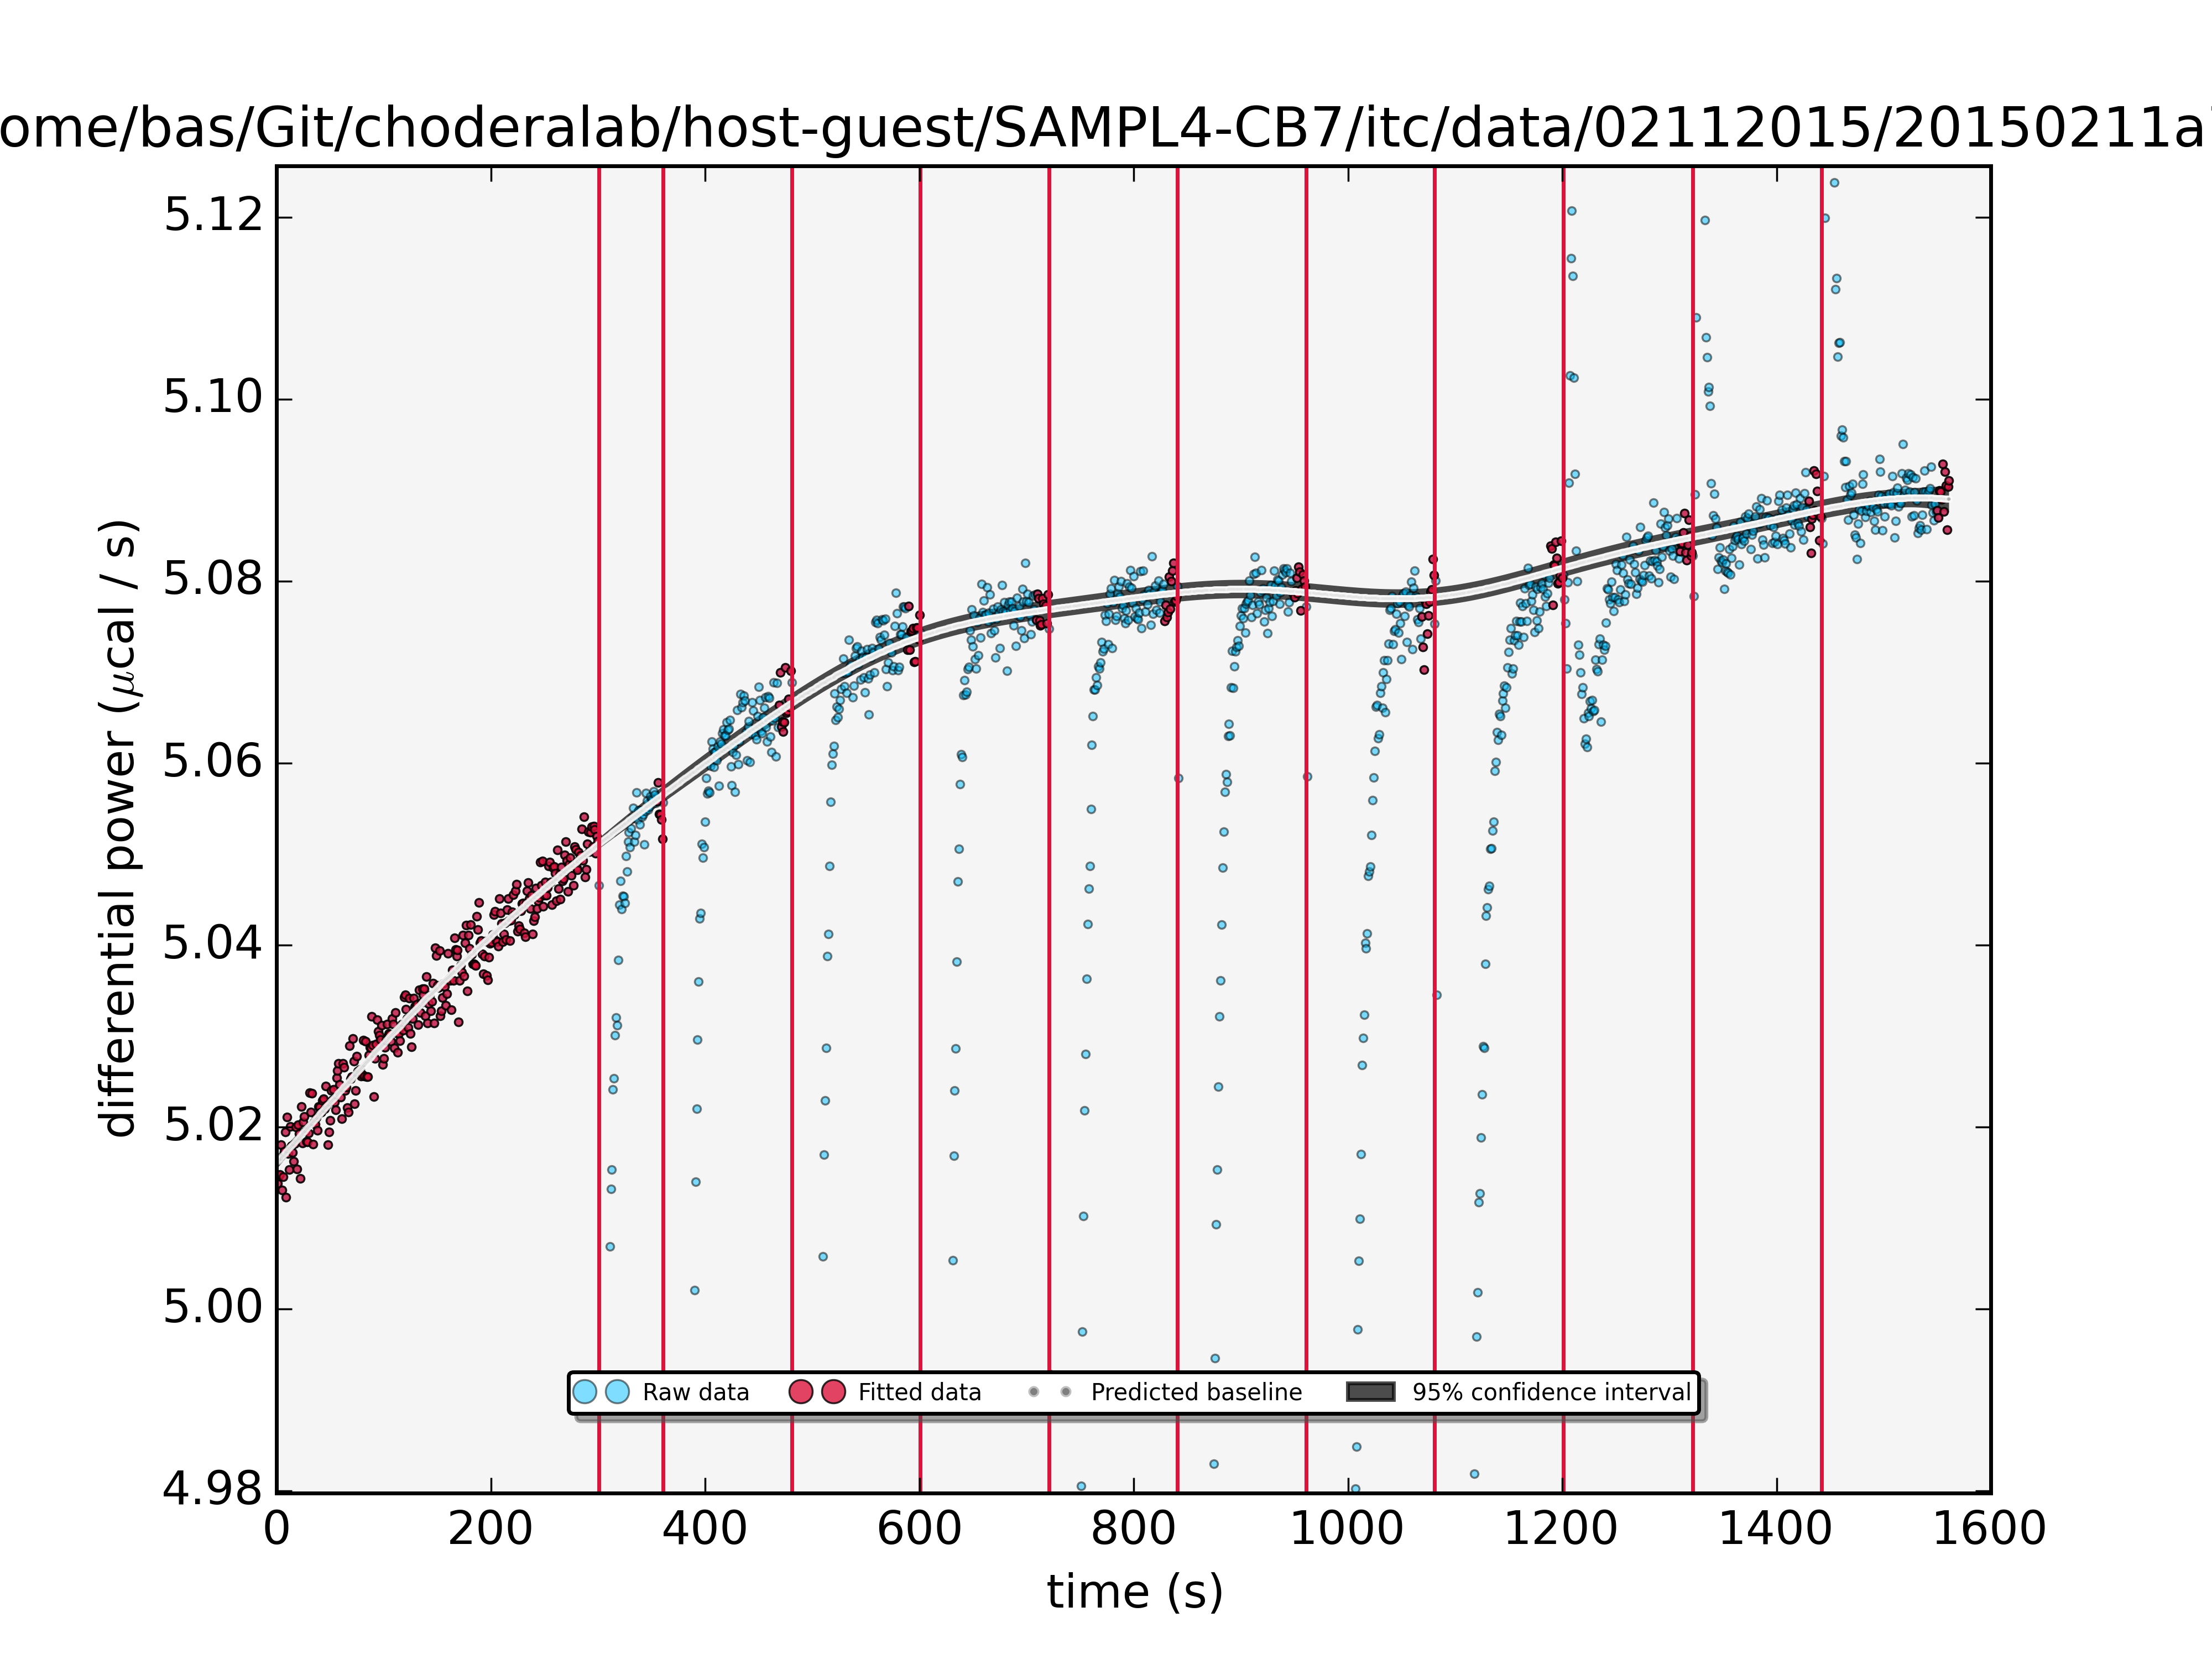 ome/bas/Git/choderalab/host-guest/SAMPL4-CB7/itc/data/02112015/20150211a
5.12
5.10
5.08
5.06
5.04
5.02
5.00
4.98
differential power (μcal / s)
Raw data Fitted data Predicted baseline 95% confidence interval
0 200 400 600 800 1000 1200 1400 1600
time (s)